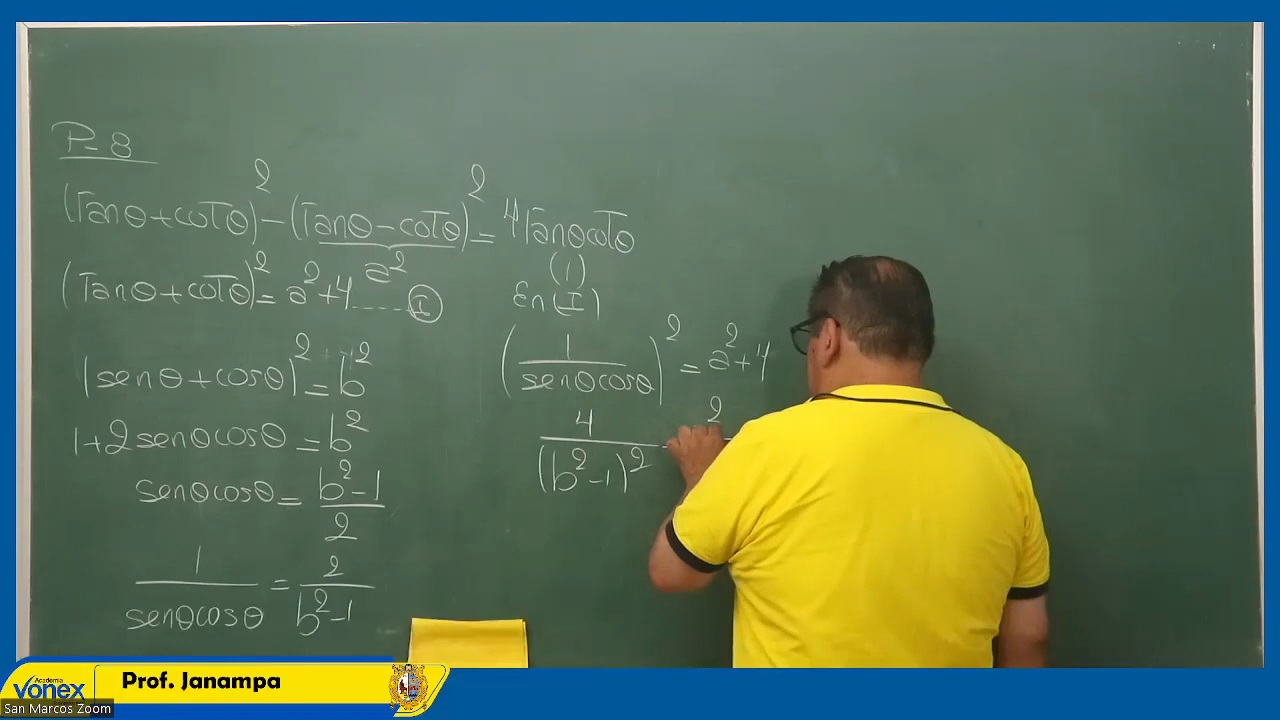 P-8
(Tanθ+coTθ)² - (Tanθ-coTθ)² = 4Tanθcotθ
a² (1)
(Tanθ+coTθ)² = a²+4 ..... (I)
(senθ+cosθ)² = b²
1+2senθcosθ = b²
senθcosθ = (b²-1)/2
1/(senθcosθ) = 2/(b²-1)
En (I)
(1/(senθcosθ))² = a²+4
4/(b²-1)²
2
Academia
vonex
Prof. Janampa
San Marcos Zoom